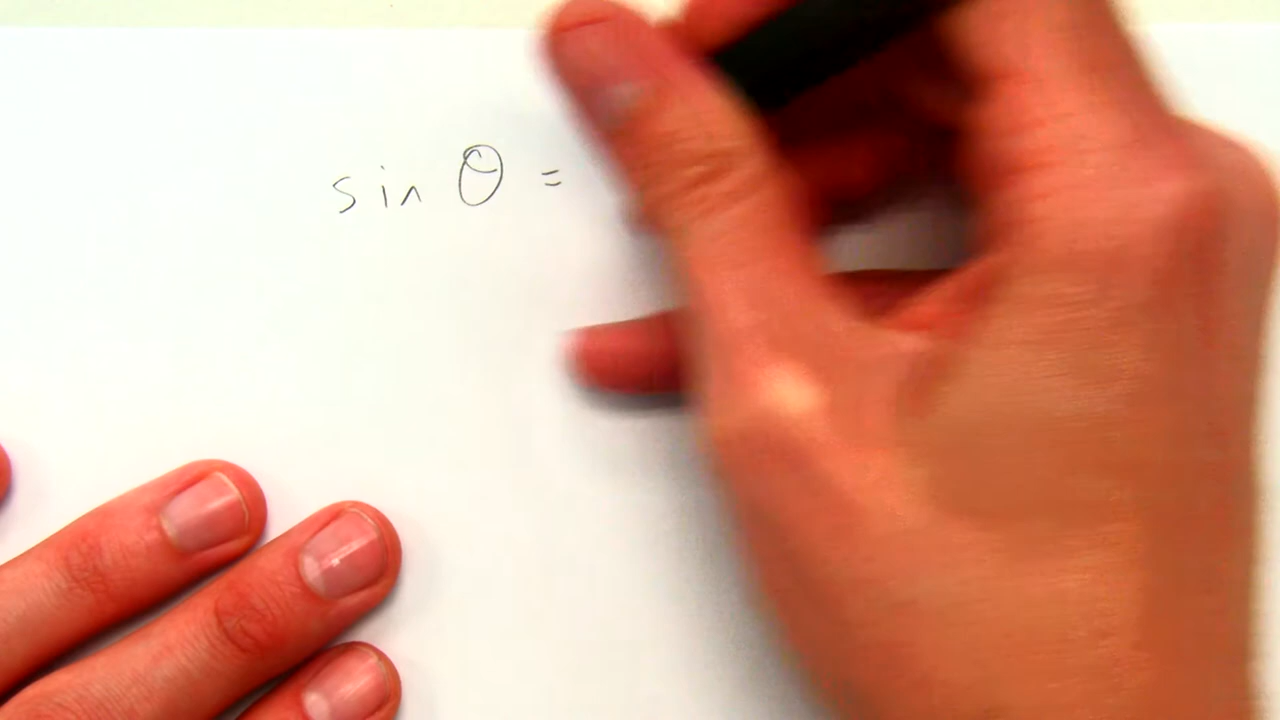 sin θ =